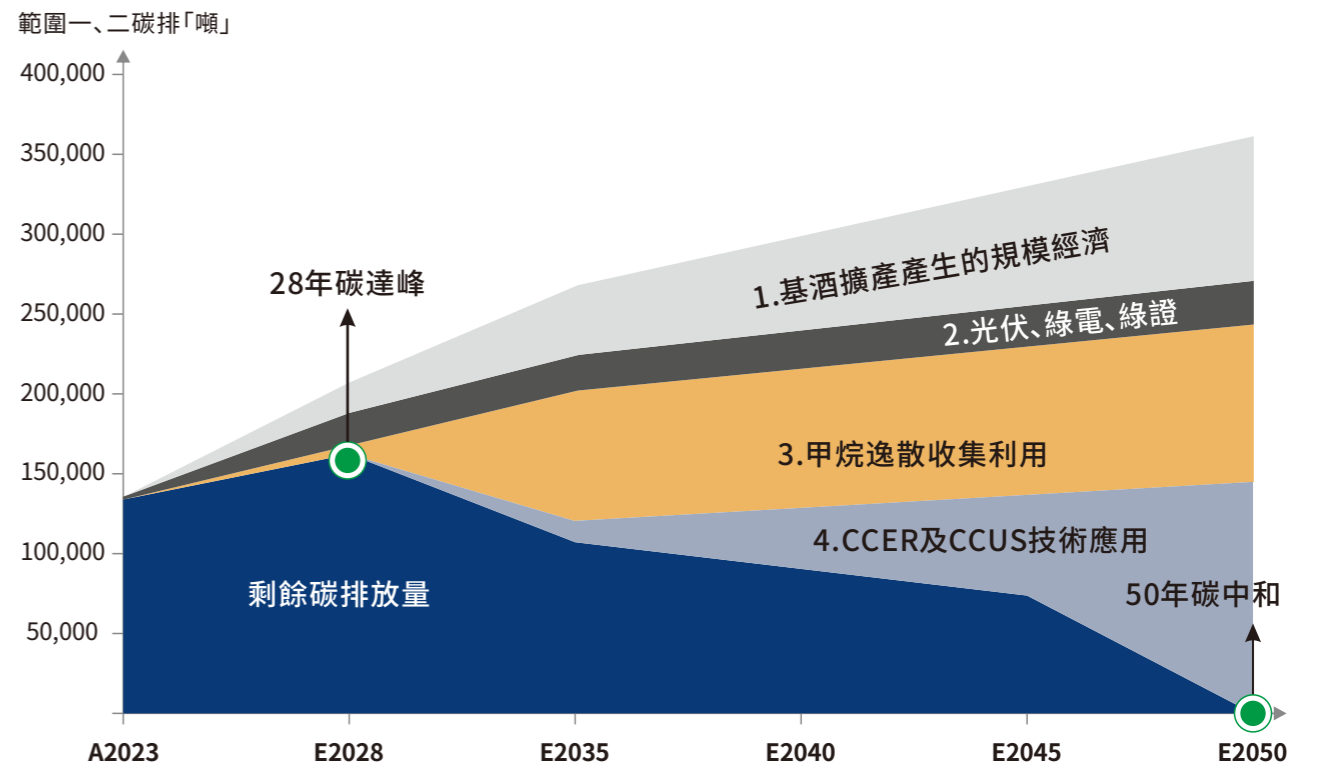 範圍一、二碳排「噸」
400,000
350,000
300,000
250,000
200,000
150,000
100,000
50,000
28年碳達峰
1.基酒擴產產生的規模經濟
2.光伏、綠電、綠證
3.甲烷逸散收集利用
4.CCER及CCUS技術應用
剩餘碳排放量
50年碳中和
A2023 E2028 E2035 E2040 E2045 E2050